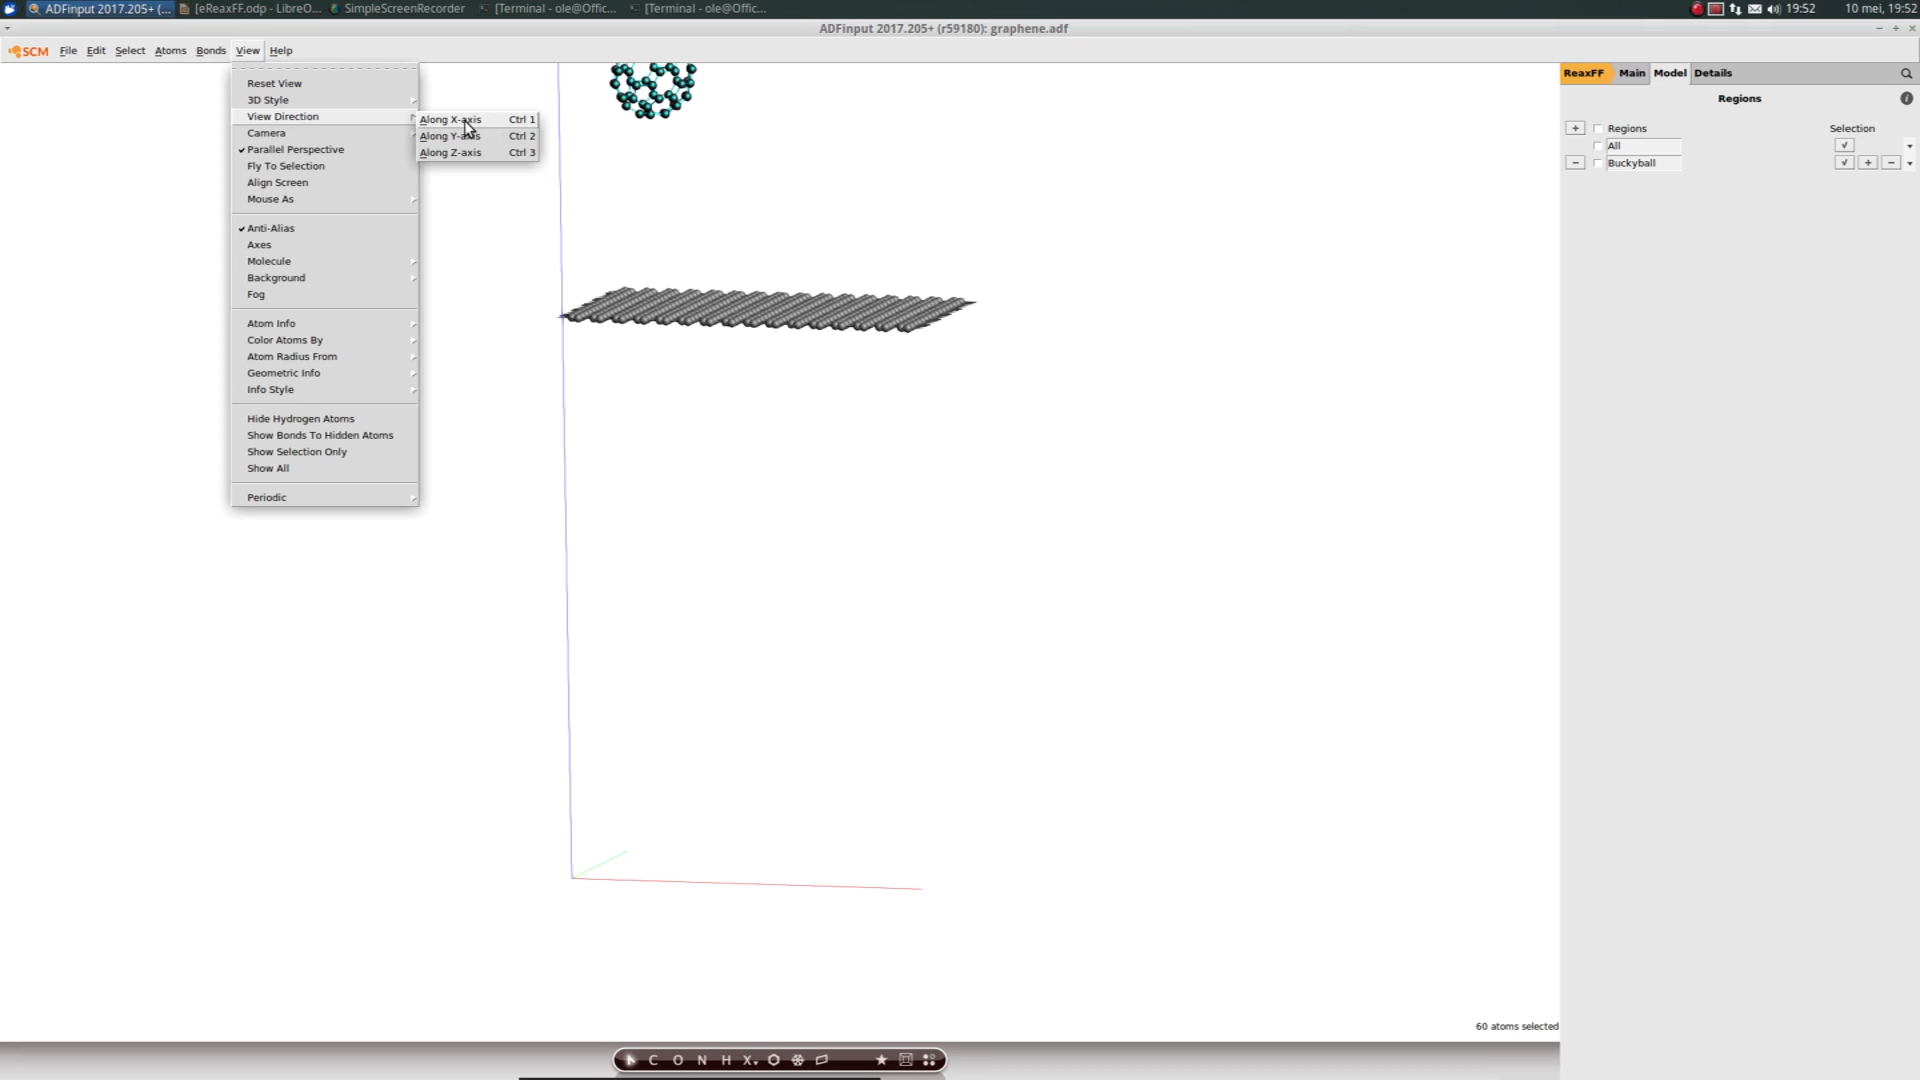 ADFinput 2017.205+ (... [eReaxFF.odp - LibreO... SimpleScreenRecorder [Terminal - ole@Offic... [Terminal - ole@Offic... 19:52 10 mei, 19:52
ADFinput 2017.205+ (r59180): graphene.adf
SCM File Edit Select Atoms Bonds View Help
Reset View
3D Style
View Direction
Camera
Parallel Perspective
Fly To Selection
Align Screen
Mouse As
Anti-Alias
Axes
Molecule
Background
Fog
Atom Info
Color Atoms By
Atom Radius From
Geometric Info
Info Style
Hide Hydrogen Atoms
Show Bonds To Hidden Atoms
Show Selection Only
Show All
Periodic
Along X-axis Ctrl 1
Along Y-axis Ctrl 2
Along Z-axis Ctrl 3
ReaxFF Main Model Details
Regions
+ Regions Selection
All
− Buckyball + −
60 atoms selected
C O N H X